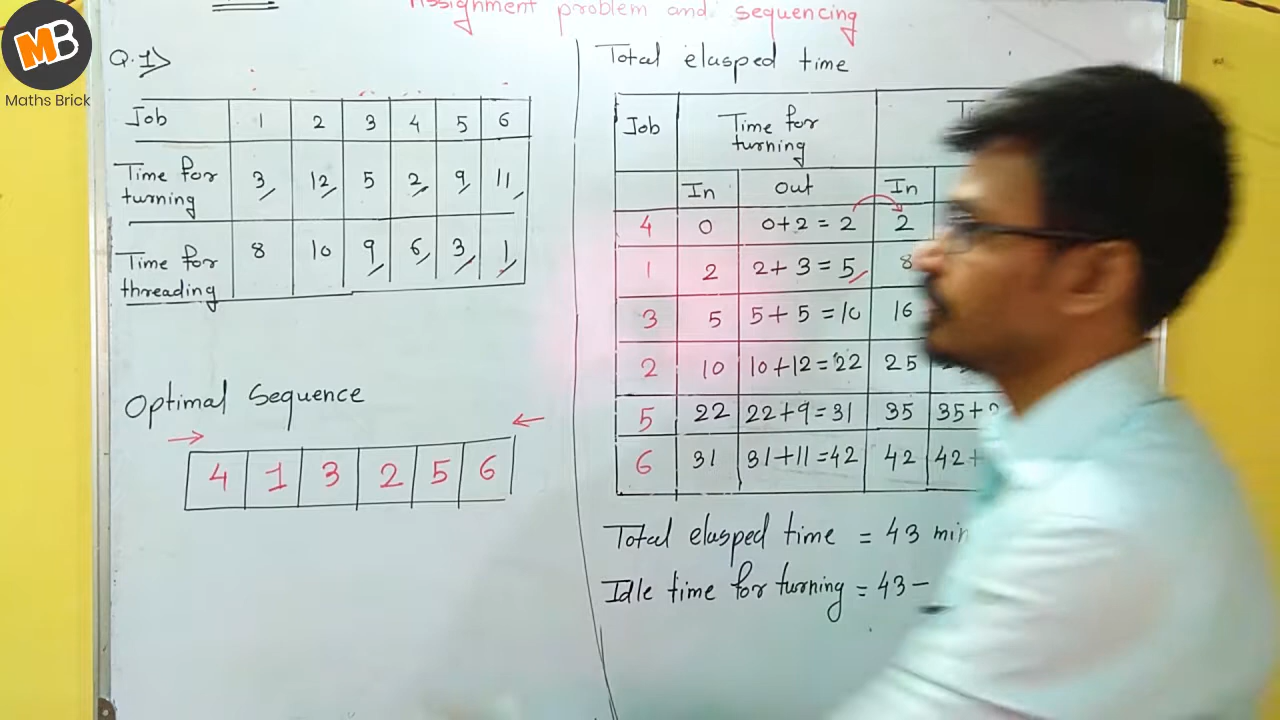 MB
Maths Brick
Assignment problem and sequencing
Q.1>
Job 1 2 3 4 5 6
Time for turning 3 12 5 2 9 11
Time for threading 8 10 9 6 3 1
Optimal Sequence
4 1 3 2 5 6
Total elasped time
Job Time for turning
In Out In
4 0 0+2=2 2
1 2 2+3=5 8
3 5 5+5=10 16
2 10 10+12=22 25
5 22 22+9=31 35 35+
6 31 31+11=42 42 42+
Total elasped time = 43 min
Idle time for turning = 43-